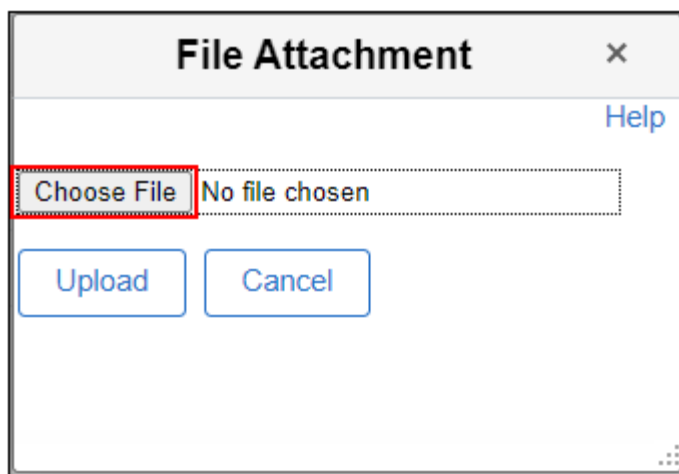 File Attachment ×
Help
Choose File No file chosen
Upload Cancel